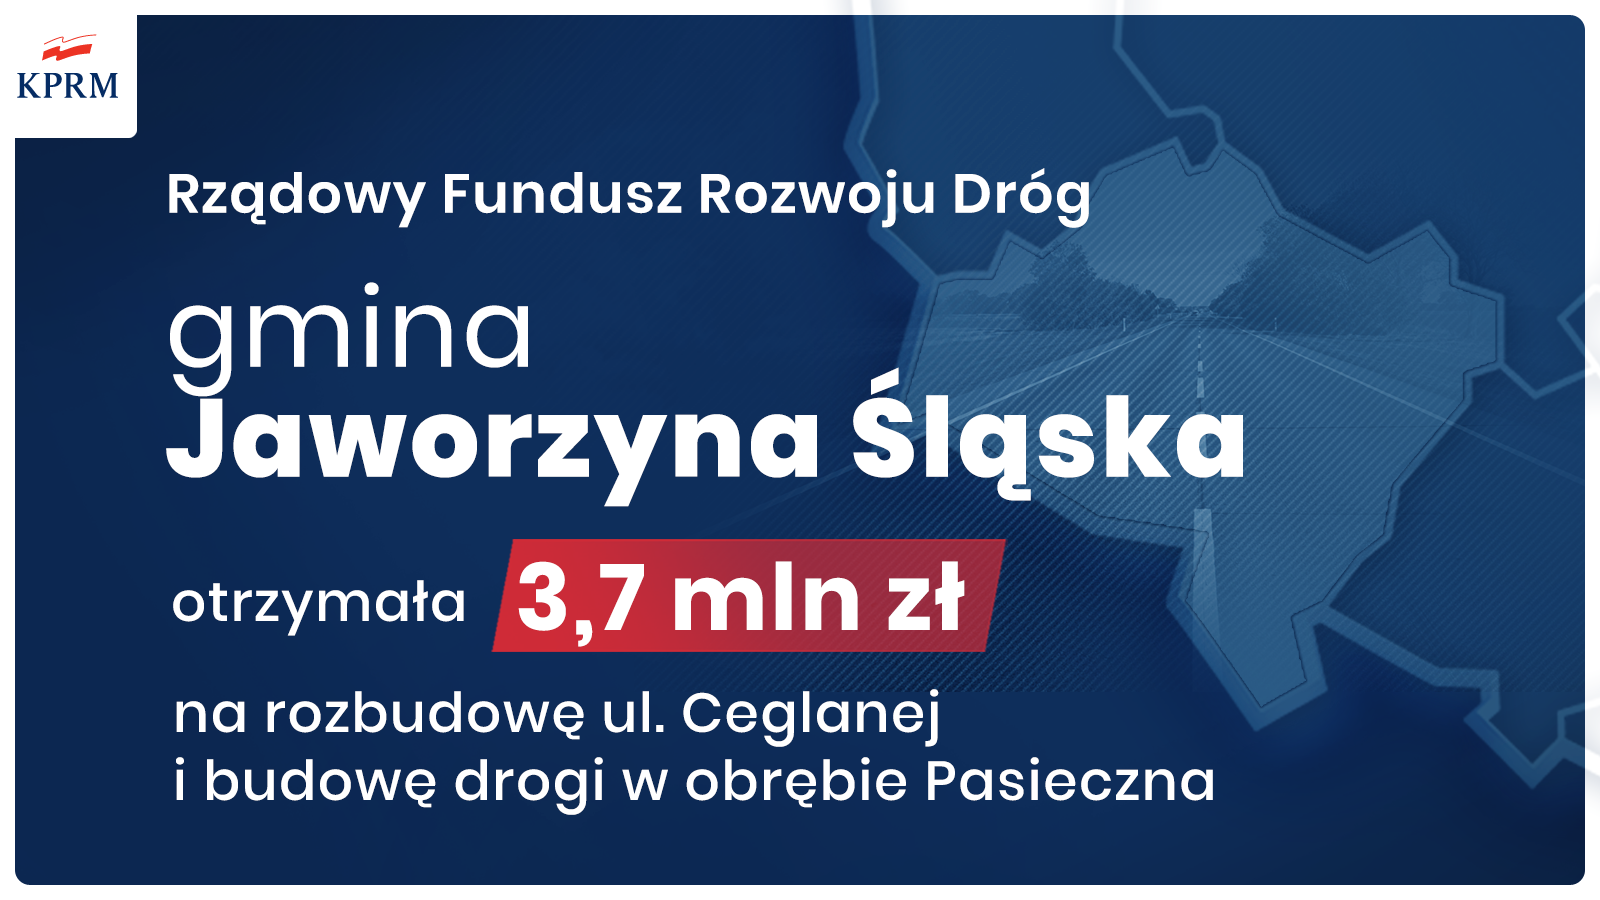 KPRM
Rządowy Fundusz Rozwoju Dróg
gmina
Jaworzyna Śląska
otrzymała 3,7 mln zł
na rozbudowę ul. Ceglanej
i budowę drogi w obrębie Pasieczna